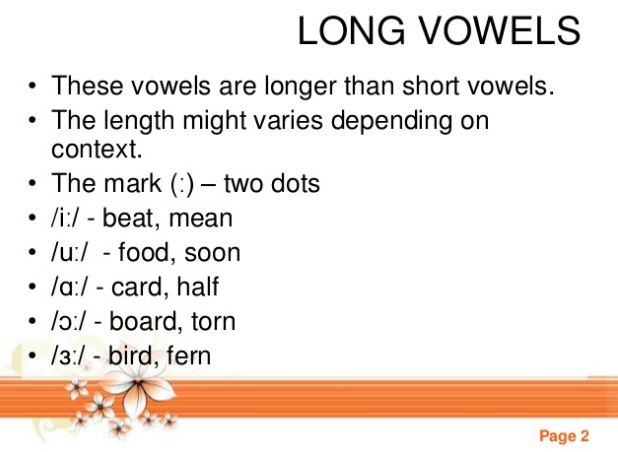 LONG VOWELS
• These vowels are longer than short vowels.
• The length might varies depending on
context.
• The mark (ː) – two dots
• /iː/ - beat, mean
• /uː/ - food, soon
• /ɑː/ - card, half
• /ɔː/ - board, torn
• /ɜː/ - bird, fern
Page 2